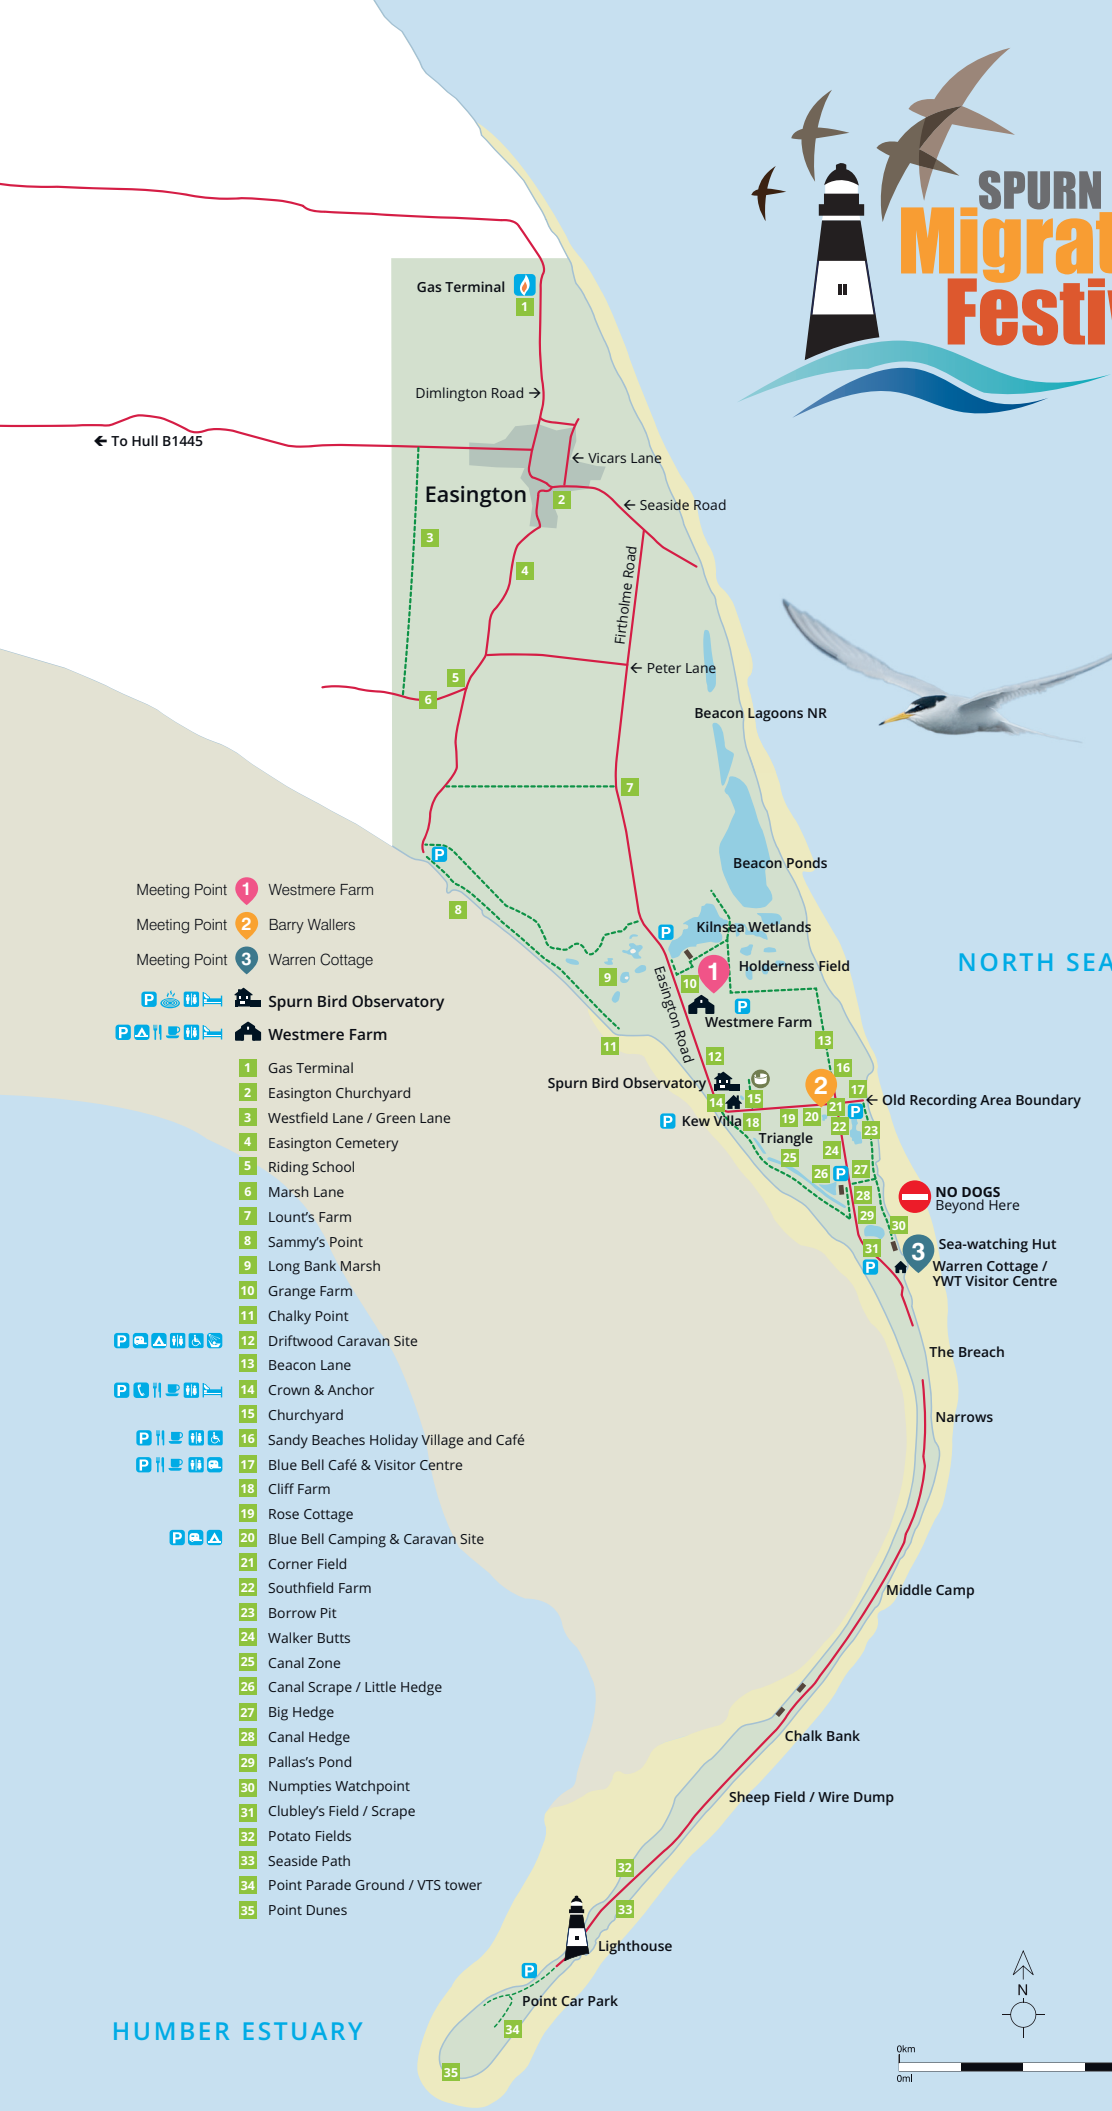 SPURN
Migrat
Festiv
Gas Terminal
1
Dimlington Road →
← To Hull B1445
← Vicars Lane
Easington
2
← Seaside Road
3
4
Firtholme Road
← Peter Lane
5
6
Beacon Lagoons NR
7
Beacon Ponds
P
Meeting Point 1 Westmere Farm
Meeting Point 2 Barry Wallers
Meeting Point 3 Warren Cottage
8
P
Kilnsea Wetlands
NORTH SEA
Holderness Field
1
9
10
Easington Road
P
Westmere Farm
11
12
13
16
Spurn Bird Observatory
2
17
14
15
21
← Old Recording Area Boundary
P
P Kew Villa
18
19
20
22
23
Triangle
24
25
26
P
27
28
29
NO DOGS
Beyond Here
30
31
3
Sea-watching Hut
P
Warren Cottage /
YWT Visitor Centre
The Breach
Narrows
Middle Camp
Chalk Bank
Sheep Field / Wire Dump
32
33
Lighthouse
P
Point Car Park
34
35
HUMBER ESTUARY
N
0km
0ml
P Spurn Bird Observatory
P Westmere Farm
1 Gas Terminal
2 Easington Churchyard
3 Westfield Lane / Green Lane
4 Easington Cemetery
5 Riding School
6 Marsh Lane
7 Lount's Farm
8 Sammy's Point
9 Long Bank Marsh
10 Grange Farm
11 Chalky Point
P 12 Driftwood Caravan Site
13 Beacon Lane
P 14 Crown & Anchor
15 Churchyard
P 16 Sandy Beaches Holiday Village and Café
P 17 Blue Bell Café & Visitor Centre
18 Cliff Farm
19 Rose Cottage
P 20 Blue Bell Camping & Caravan Site
21 Corner Field
22 Southfield Farm
23 Borrow Pit
24 Walker Butts
25 Canal Zone
26 Canal Scrape / Little Hedge
27 Big Hedge
28 Canal Hedge
29 Pallas's Pond
30 Numpties Watchpoint
31 Clubley's Field / Scrape
32 Potato Fields
33 Seaside Path
34 Point Parade Ground / VTS tower
35 Point Dunes